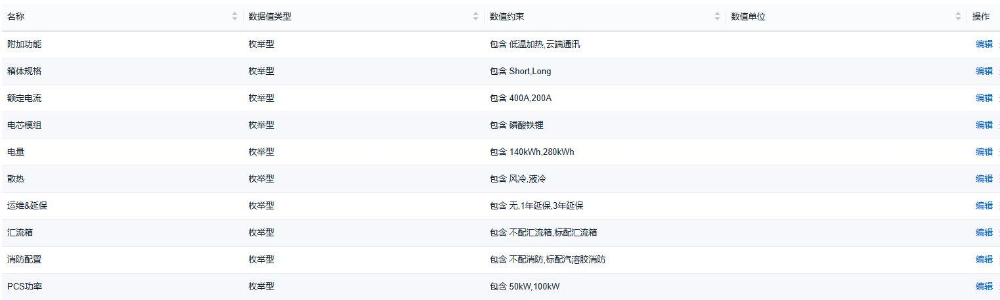 名称 数据值类型 数值约束 数值单位 操作
附加功能 枚举型 包含 低温加热,云端通讯 编辑
箱体规格 枚举型 包含 Short,Long 编辑
额定电流 枚举型 包含 400A,200A 编辑
电芯模组 枚举型 包含 磷酸铁锂 编辑
电量 枚举型 包含 140kWh,280kWh 编辑
散热 枚举型 包含 风冷,液冷 编辑
运维&延保 枚举型 包含 无,1年延保,3年延保 编辑
汇流箱 枚举型 包含 不配汇流箱,标配汇流箱 编辑
消防配置 枚举型 包含 不配消防,标配汽溶胶消防 编辑
PCS功率 枚举型 包含 50kW,100kW 编辑